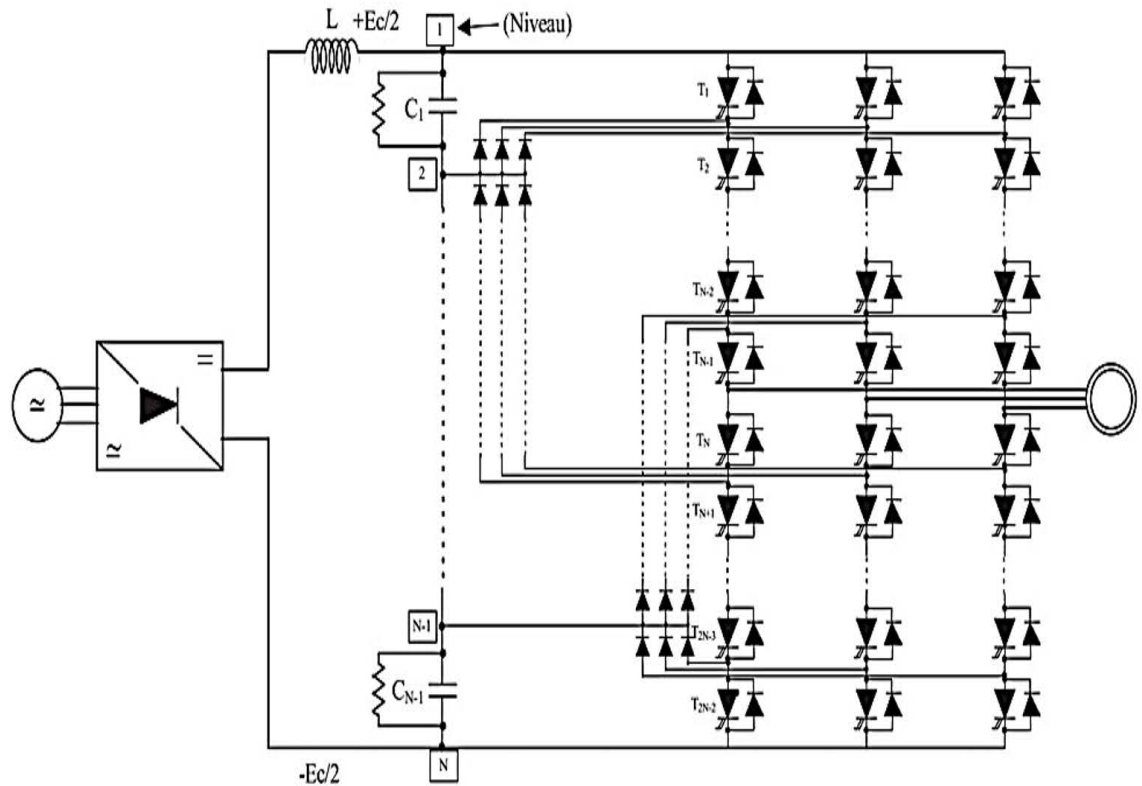 L +Ec/2 1 (Niveau)
C1
2
T1
T2
TN-2
TN-1
=
≃
≃
TN
TN+1
N-1
T2N-3
CN-1
T2N-2
N
-Ec/2